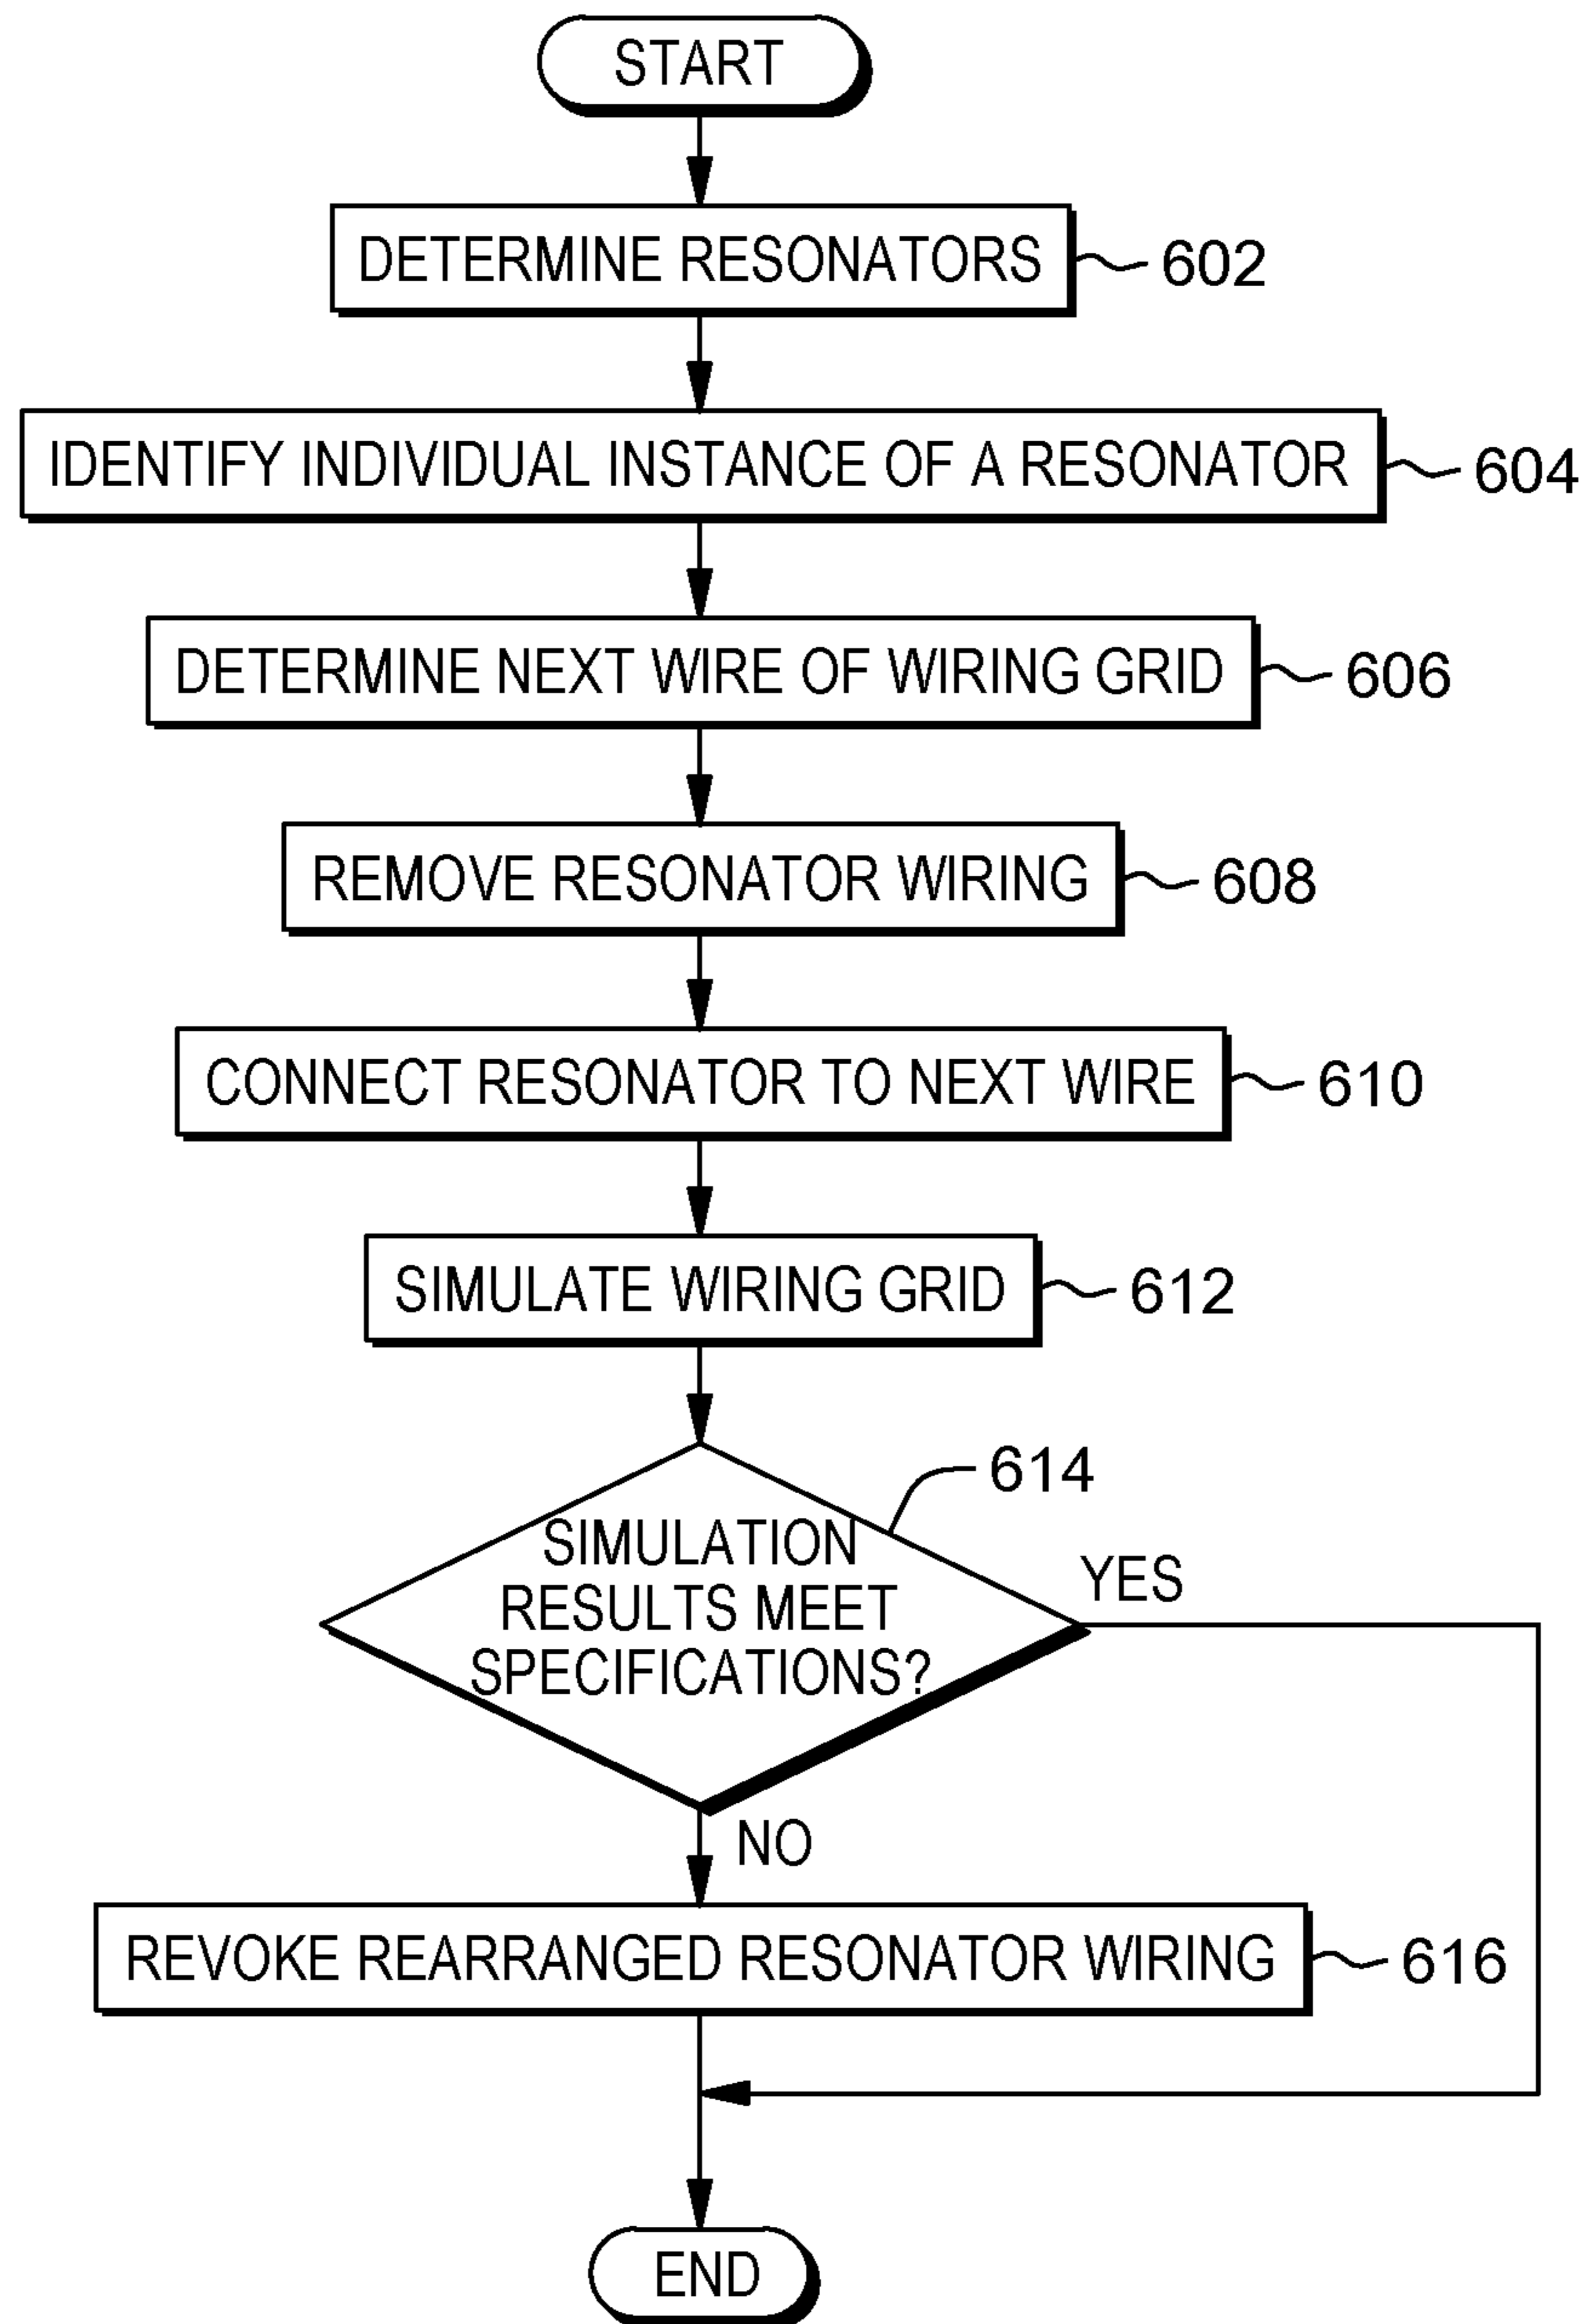 START
DETERMINE RESONATORS
602
IDENTIFY INDIVIDUAL INSTANCE OF A RESONATOR
604
DETERMINE NEXT WIRE OF WIRING GRID
606
REMOVE RESONATOR WIRING
608
CONNECT RESONATOR TO NEXT WIRE
610
SIMULATE WIRING GRID
612
614
SIMULATION
RESULTS MEET
SPECIFICATIONS?
YES
NO
REVOKE REARRANGED RESONATOR WIRING
616
END